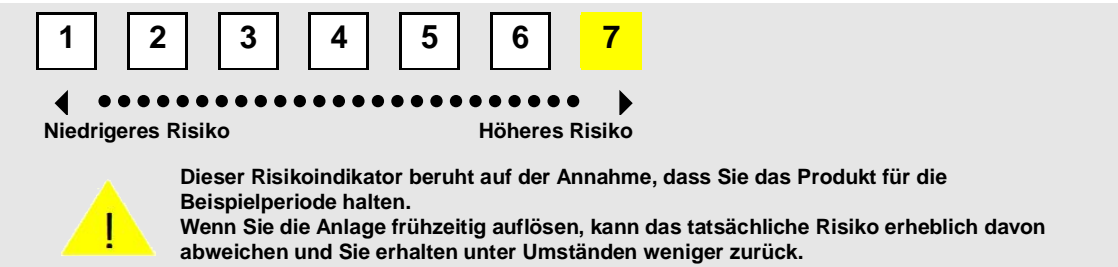 1 2 3 4 5 6 7
Niedrigeres Risiko Höheres Risiko
Dieser Risikoindikator beruht auf der Annahme, dass Sie das Produkt für die
Beispielperiode halten.
Wenn Sie die Anlage frühzeitig auflösen, kann das tatsächliche Risiko erheblich davon
abweichen und Sie erhalten unter Umständen weniger zurück.
!